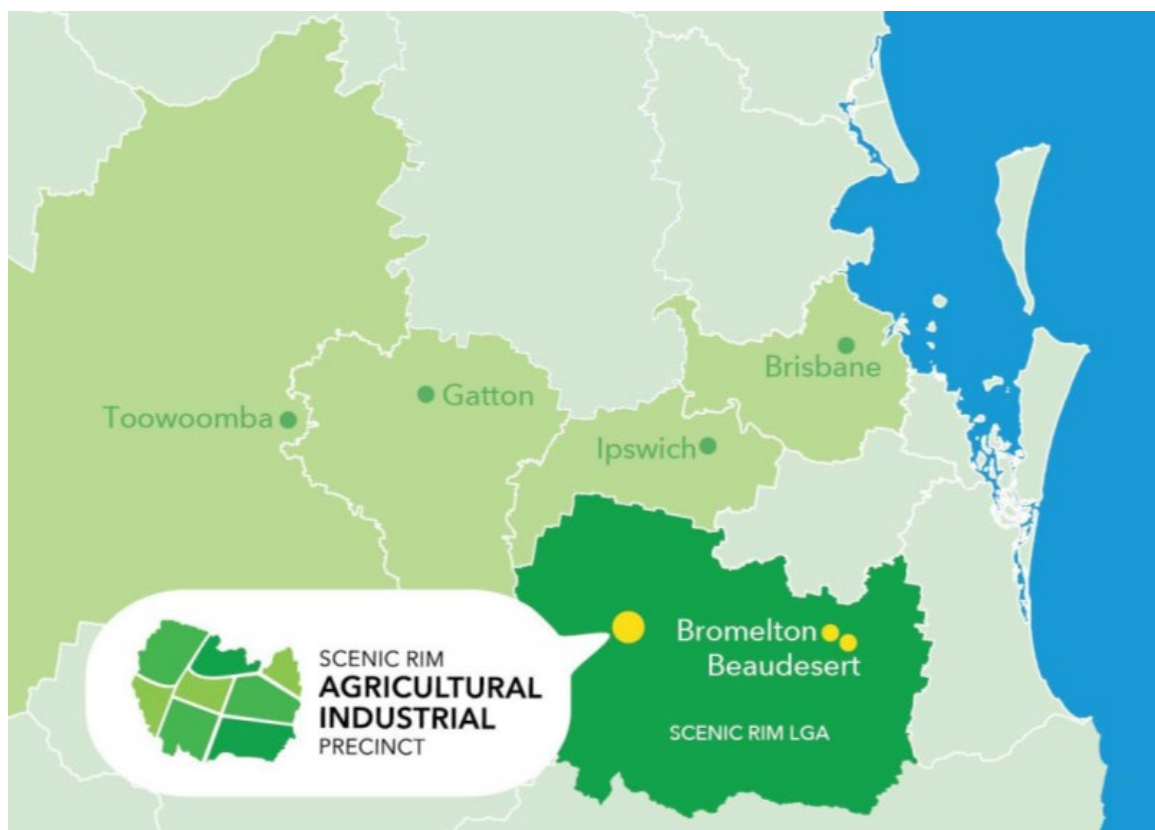 Brisbane
Gatton
Toowoomba
Ipswich
Bromelton
Beaudesert
SCENIC RIM
AGRICULTURAL
INDUSTRIAL
PRECINCT
SCENIC RIM LGA